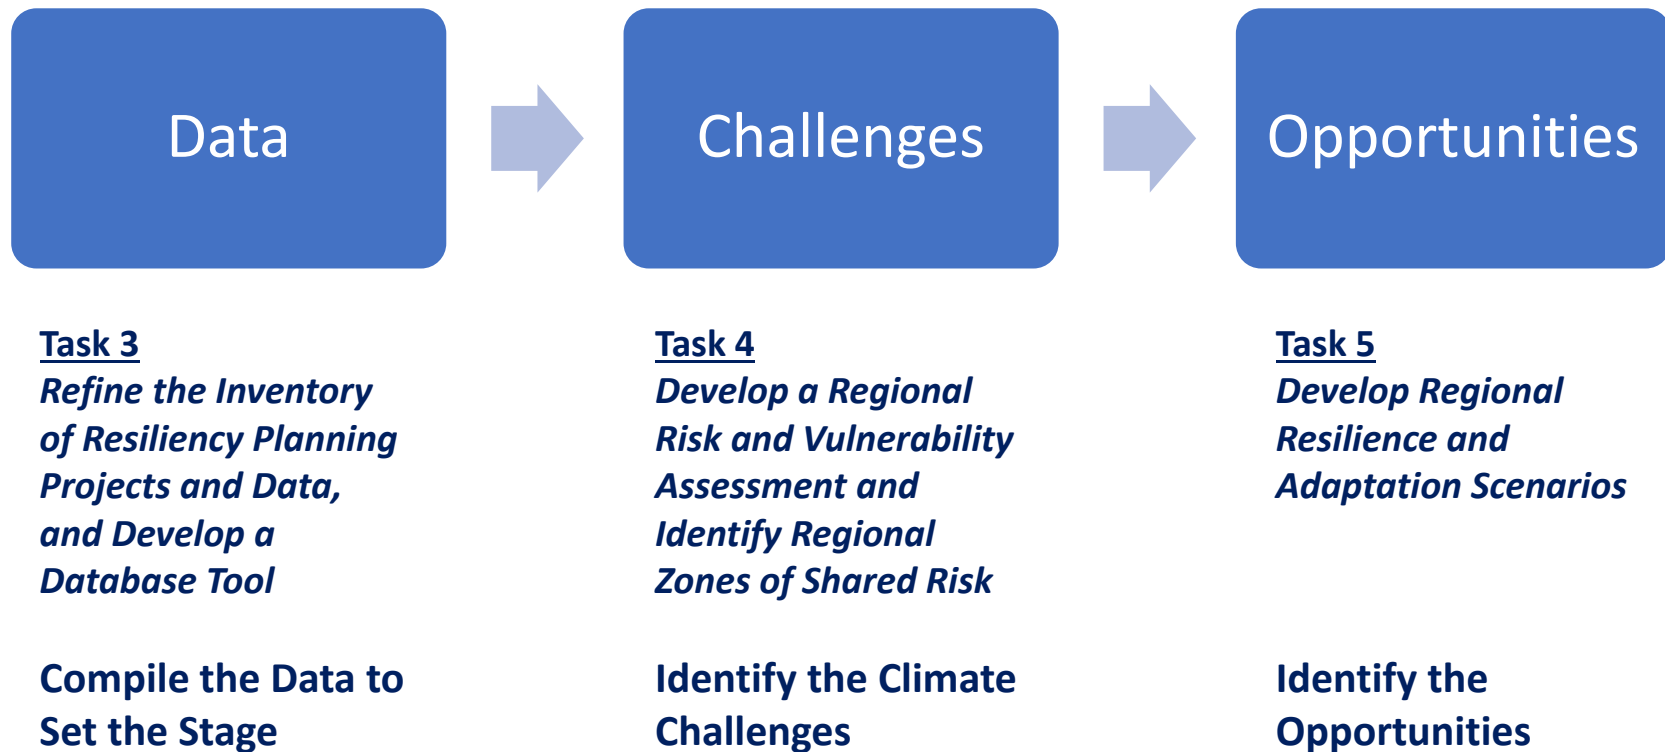 Data
Challenges
Opportunities
Task 3
Refine the Inventory
of Resiliency Planning
Projects and Data,
and Develop a
Database Tool
Compile the Data to
Set the Stage
Task 4
Develop a Regional
Risk and Vulnerability
Assessment and
Identify Regional
Zones of Shared Risk
Identify the Climate
Challenges
Task 5
Develop Regional
Resilience and
Adaptation Scenarios
Identify the
Opportunities